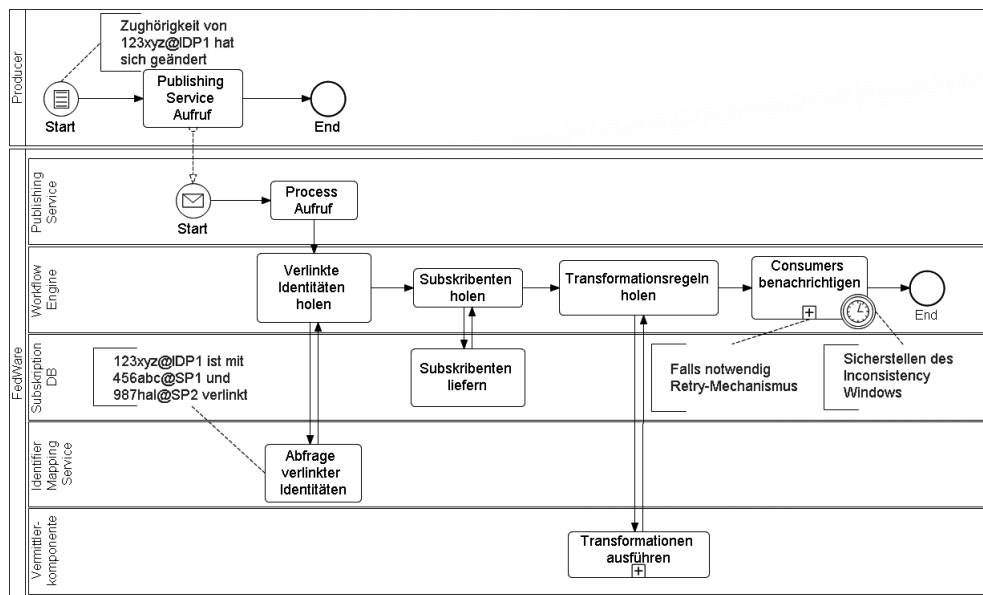 Producer
Zughörigkeit von
123xyz@IDP1 hat
sich geändert
Start
Publishing
Service
Aufruf
End
FedWare
Publishing
Service
Start
Process
Aufruf
Workflow
Engine
Verlinkte
Identitäten
holen
Subskribenten
holen
Transformationsregeln
holen
Consumers
benachrichtigen
End
Subskription
DB
123xyz@IDP1 ist mit
456abc@SP1 und
987hal@SP2 verlinkt
Subskribenten
liefern
Falls notwendig
Retry-Mechanismus
Sicherstellen des
Inconsistency
Windows
Identifier
Mapping
Service
Abfrage
verlinkter
Identitäten
Vermittler-
komponente
Transformationen
ausführen